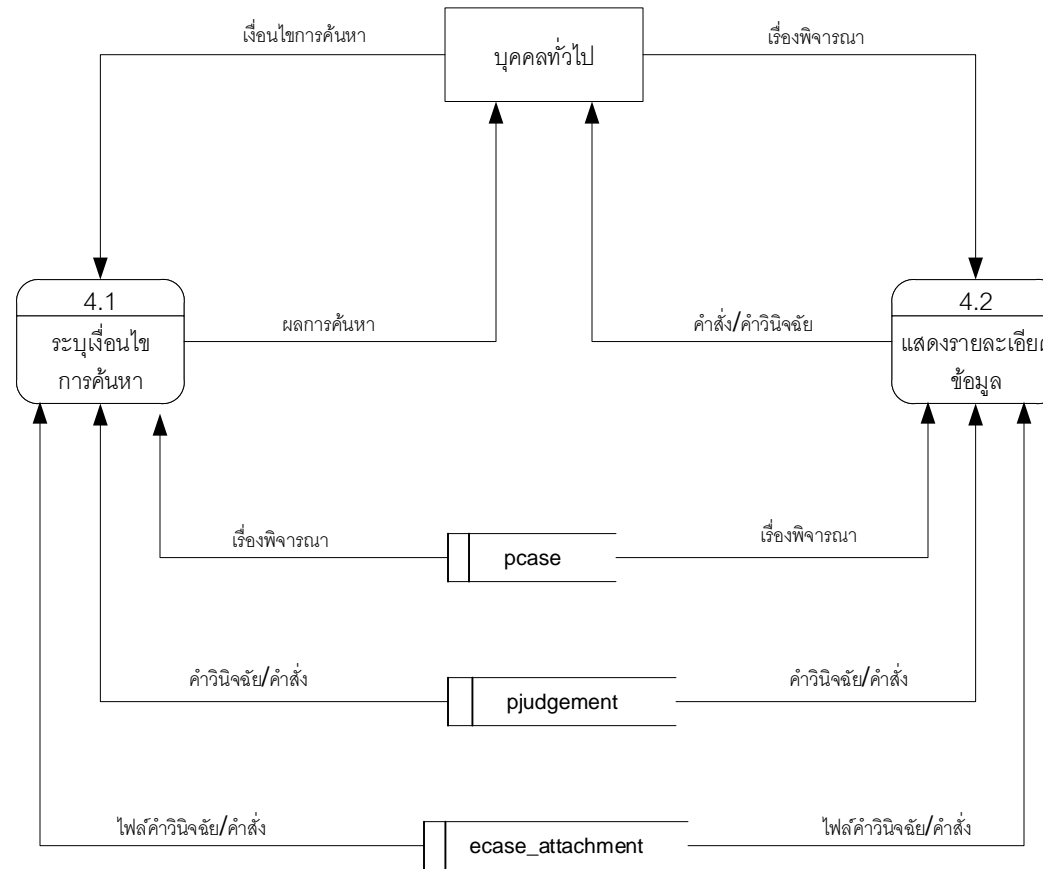 เงื่อนไขการค้นหา
เรื่องพิจารณา
บุคคลทั่วไป
4.1
ระบุเงื่อนไข
การค้นหา
ผลการค้นหา
คำสั่ง/คำวินิจฉัย
4.2
แสดงรายละเอียด
ข้อมูล
เรื่องพิจารณา
pcase
เรื่องพิจารณา
คำวินิจฉัย/คำสั่ง
pjudgement
คำวินิจฉัย/คำสั่ง
ไฟล์คำวินิจฉัย/คำสั่ง
ecase_attachment
ไฟล์คำวินิจฉัย/คำสั่ง